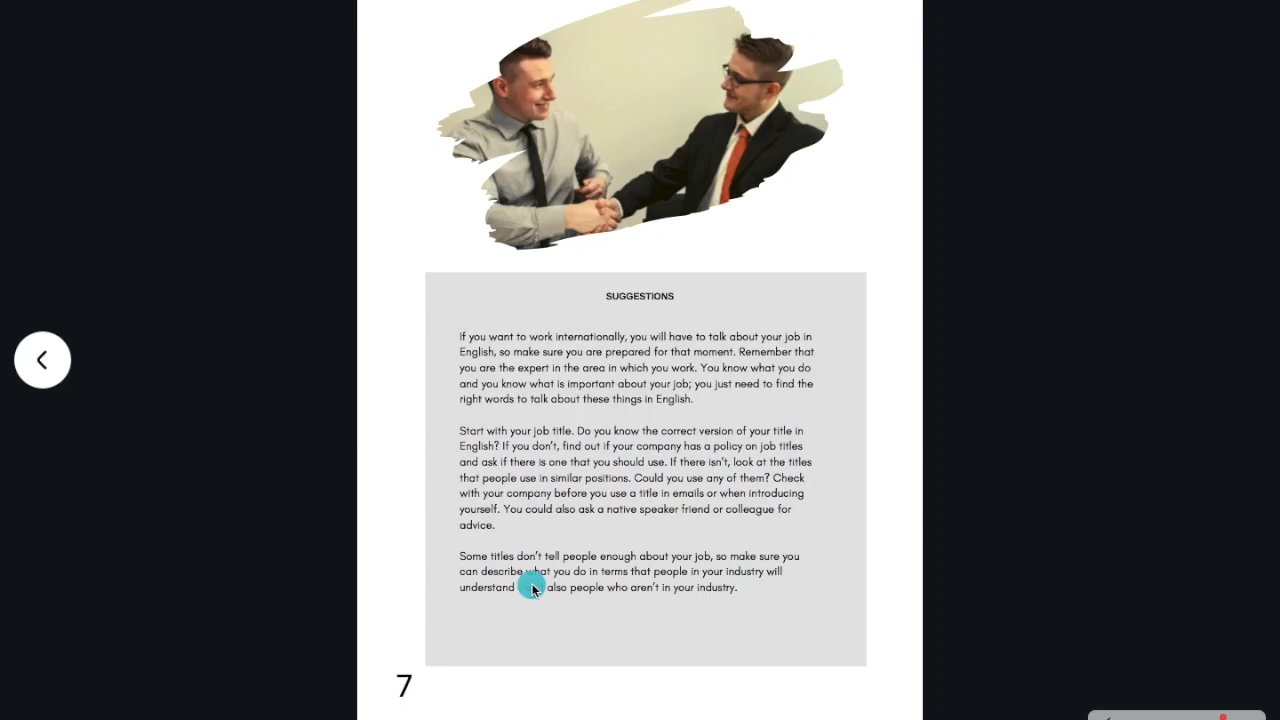 SUGGESTIONS
If you want to work internationally, you will have to talk about your job in
English, so make sure you are prepared for that moment. Remember that
you are the expert in the area in which you work. You know what you do
and you know what is important about your job; you just need to find the
right words to talk about these things in English.
Start with your job title. Do you know the correct version of your title in
English? If you don't, find out if your company has a policy on job titles
and ask if there is one that you should use. If there isn't, look at the titles
that people use in similar positions. Could you use any of them? Check
with your company before you use a title in emails or when introducing
yourself. You could also ask a native speaker friend or colleague for
advice.
Some titles don't tell people enough about your job, so make sure you
can describe what you do in terms that people in your industry will
understand also people who aren't in your industry.
7